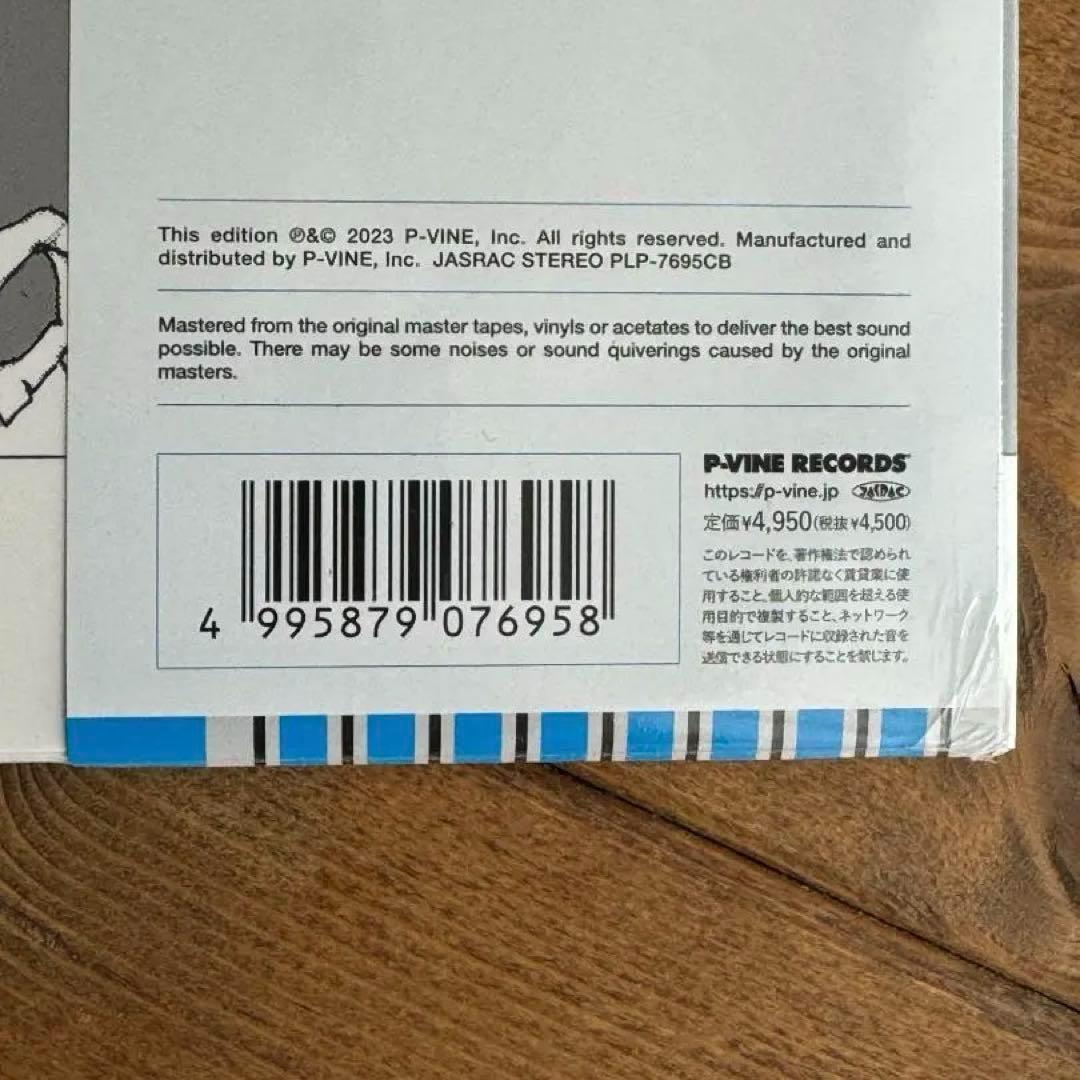 This edition ℗&© 2023 P-VINE, Inc. All rights reserved. Manufactured and
distributed by P-VINE, Inc. JASRAC STEREO PLP-7695CB
Mastered from the original master tapes, vinyls or acetates to deliver the best sound
possible. There may be some noises or sound quiverings caused by the original
masters.
4 995879 076958
P-VINE RECORDS
https://p-vine.jp JASRAC
定価¥4,950(税抜¥4,500)
このレコードを、著作権法で認められ
ている権利者の許諾なく賃貸業に使
用すること、個人的な範囲を超える使
用目的で複製すること、ネットワーク
等を通じてレコードに収録された音を
送信できる状態にすることを禁じます。